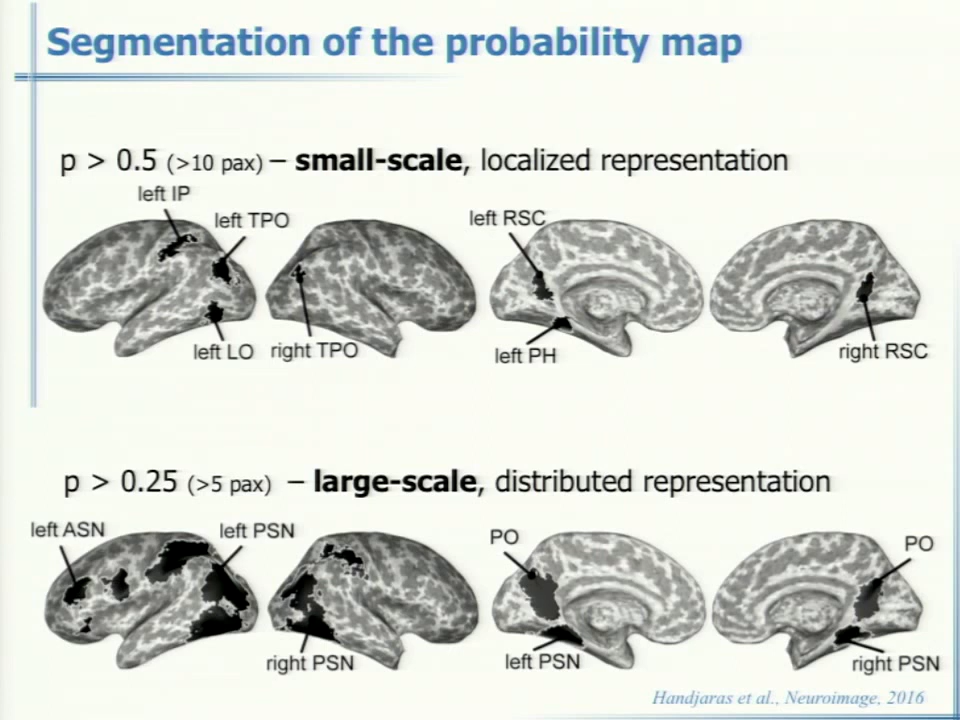 Segmentation of the probability map
p > 0.5 (>10 pax) – small-scale, localized representation
left IP
left TPO
left RSC
left LO
right TPO
left PH
right RSC
p > 0.25 (>5 pax) – large-scale, distributed representation
left ASN
left PSN
PO
PO
right PSN
left PSN
right PSN
Handjaras et al., Neuroimage, 2016